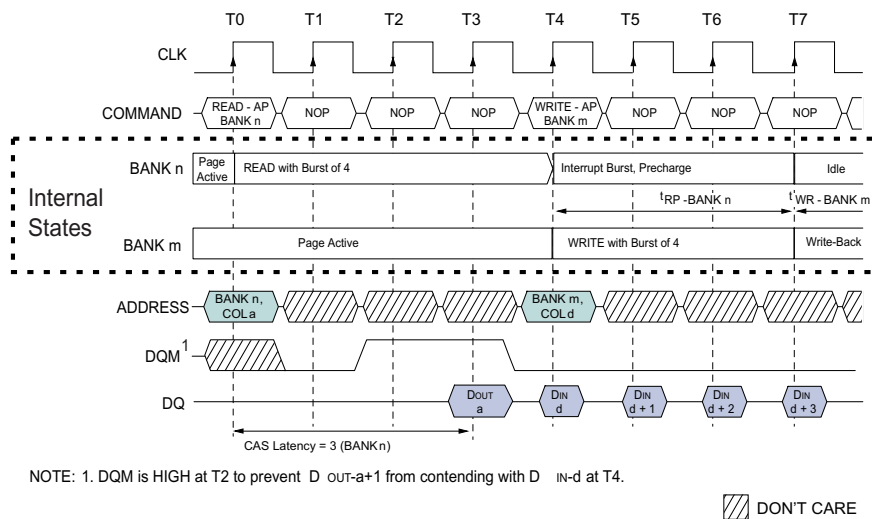 T0 T1 T2 T3 T4 T5 T6 T7
CLK
COMMAND READ - AP BANK n NOP NOP NOP WRITE - AP BANK m NOP NOP NOP
BANK n Page Active READ with Burst of 4 Interrupt Burst, Precharge Idle
Internal States
tRP -BANK n t WR - BANK m
BANK m Page Active WRITE with Burst of 4 Write-Back
ADDRESS BANK n, COL a BANK m, COL d
DQM1
DQ DOUT a DIN d DIN d + 1 DIN d + 2 DIN d + 3
CAS Latency = 3 (BANK n)
NOTE: 1. DQM is HIGH at T2 to prevent D OUT-a+1 from contending with D IN-d at T4.
DON'T CARE